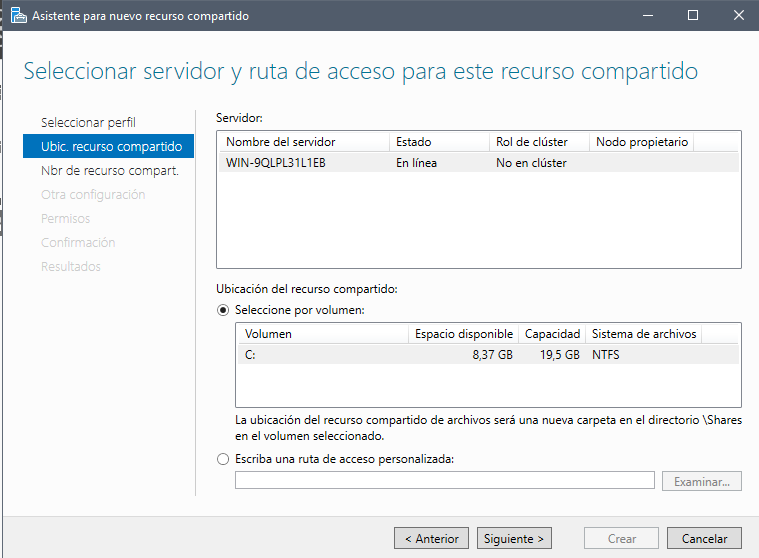 Asistente para nuevo recurso compartido
Seleccionar servidor y ruta de acceso para este recurso compartido
Seleccionar perfil
Ubic. recurso compartido
Nbr de recurso compart.
Otra configuración
Permisos
Confirmación
Resultados
Servidor:
Nombre del servidor Estado Rol de clúster Nodo propietario
WIN-9QLPL31L1EB En línea No en clúster
Ubicación del recurso compartido:
Seleccione por volumen:
Volumen Espacio disponible Capacidad Sistema de archivos
C: 8,37 GB 19,5 GB NTFS
La ubicación del recurso compartido de archivos será una nueva carpeta en el directorio \Shares
en el volumen seleccionado.
Escriba una ruta de acceso personalizada:
Examinar...
< Anterior Siguiente > Crear Cancelar